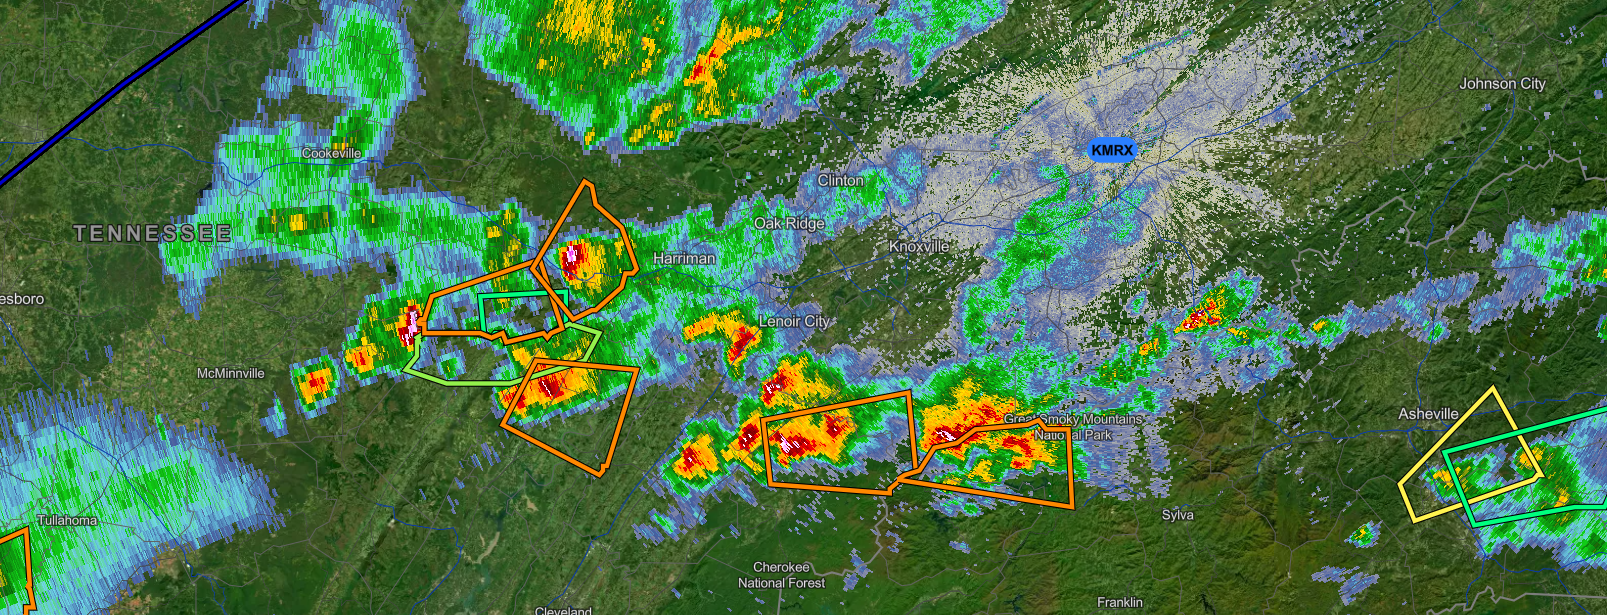 Johnson City
KMRX
Cookeville
Clinton
TENNESSEE
Oak Ridge
Knoxville
Harriman
esboro
Lenoir City
McMinnville
Great Smoky Mountains
National Park
Asheville
Tullahoma
Sylva
Cherokee
National Forest
Franklin
Cleveland